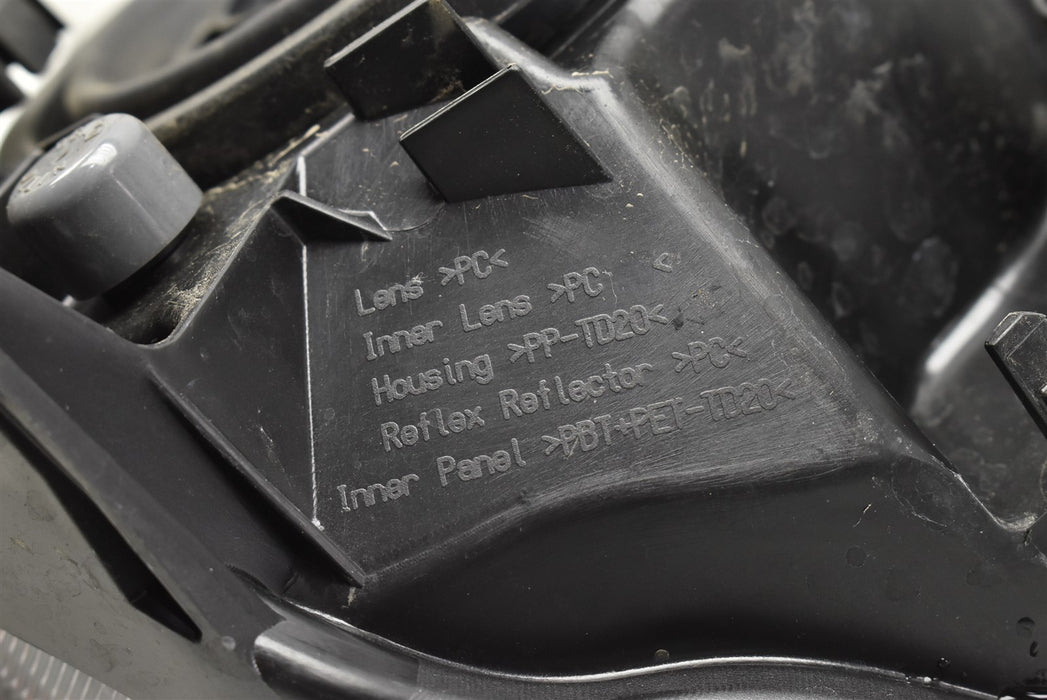 Lens >PC<
Inner Lens >PC <
Housing >PP-TD20<
Reflex Reflector >PC<
Inner Panel >PBT+PET-TD20<